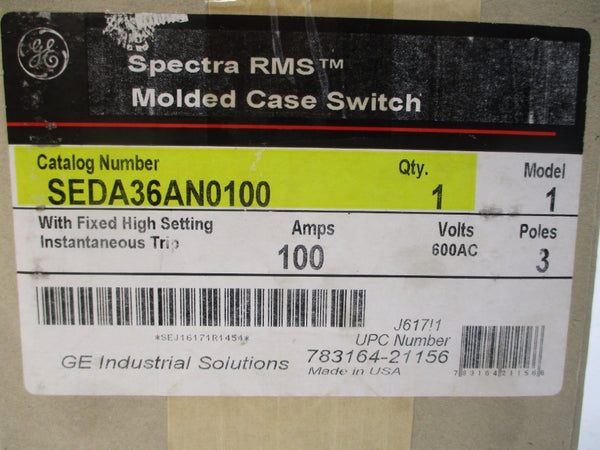 GE
Spectra RMS™
Molded Case Switch
Catalog Number Qty. Model
SEDA36AN0100 1 1
With Fixed High Setting Amps Volts Poles
Instantaneous Trip 100 600AC 3
*SEJ16171R1454*
J617!1
UPC Number
GE Industrial Solutions 783164-21156
Made in USA